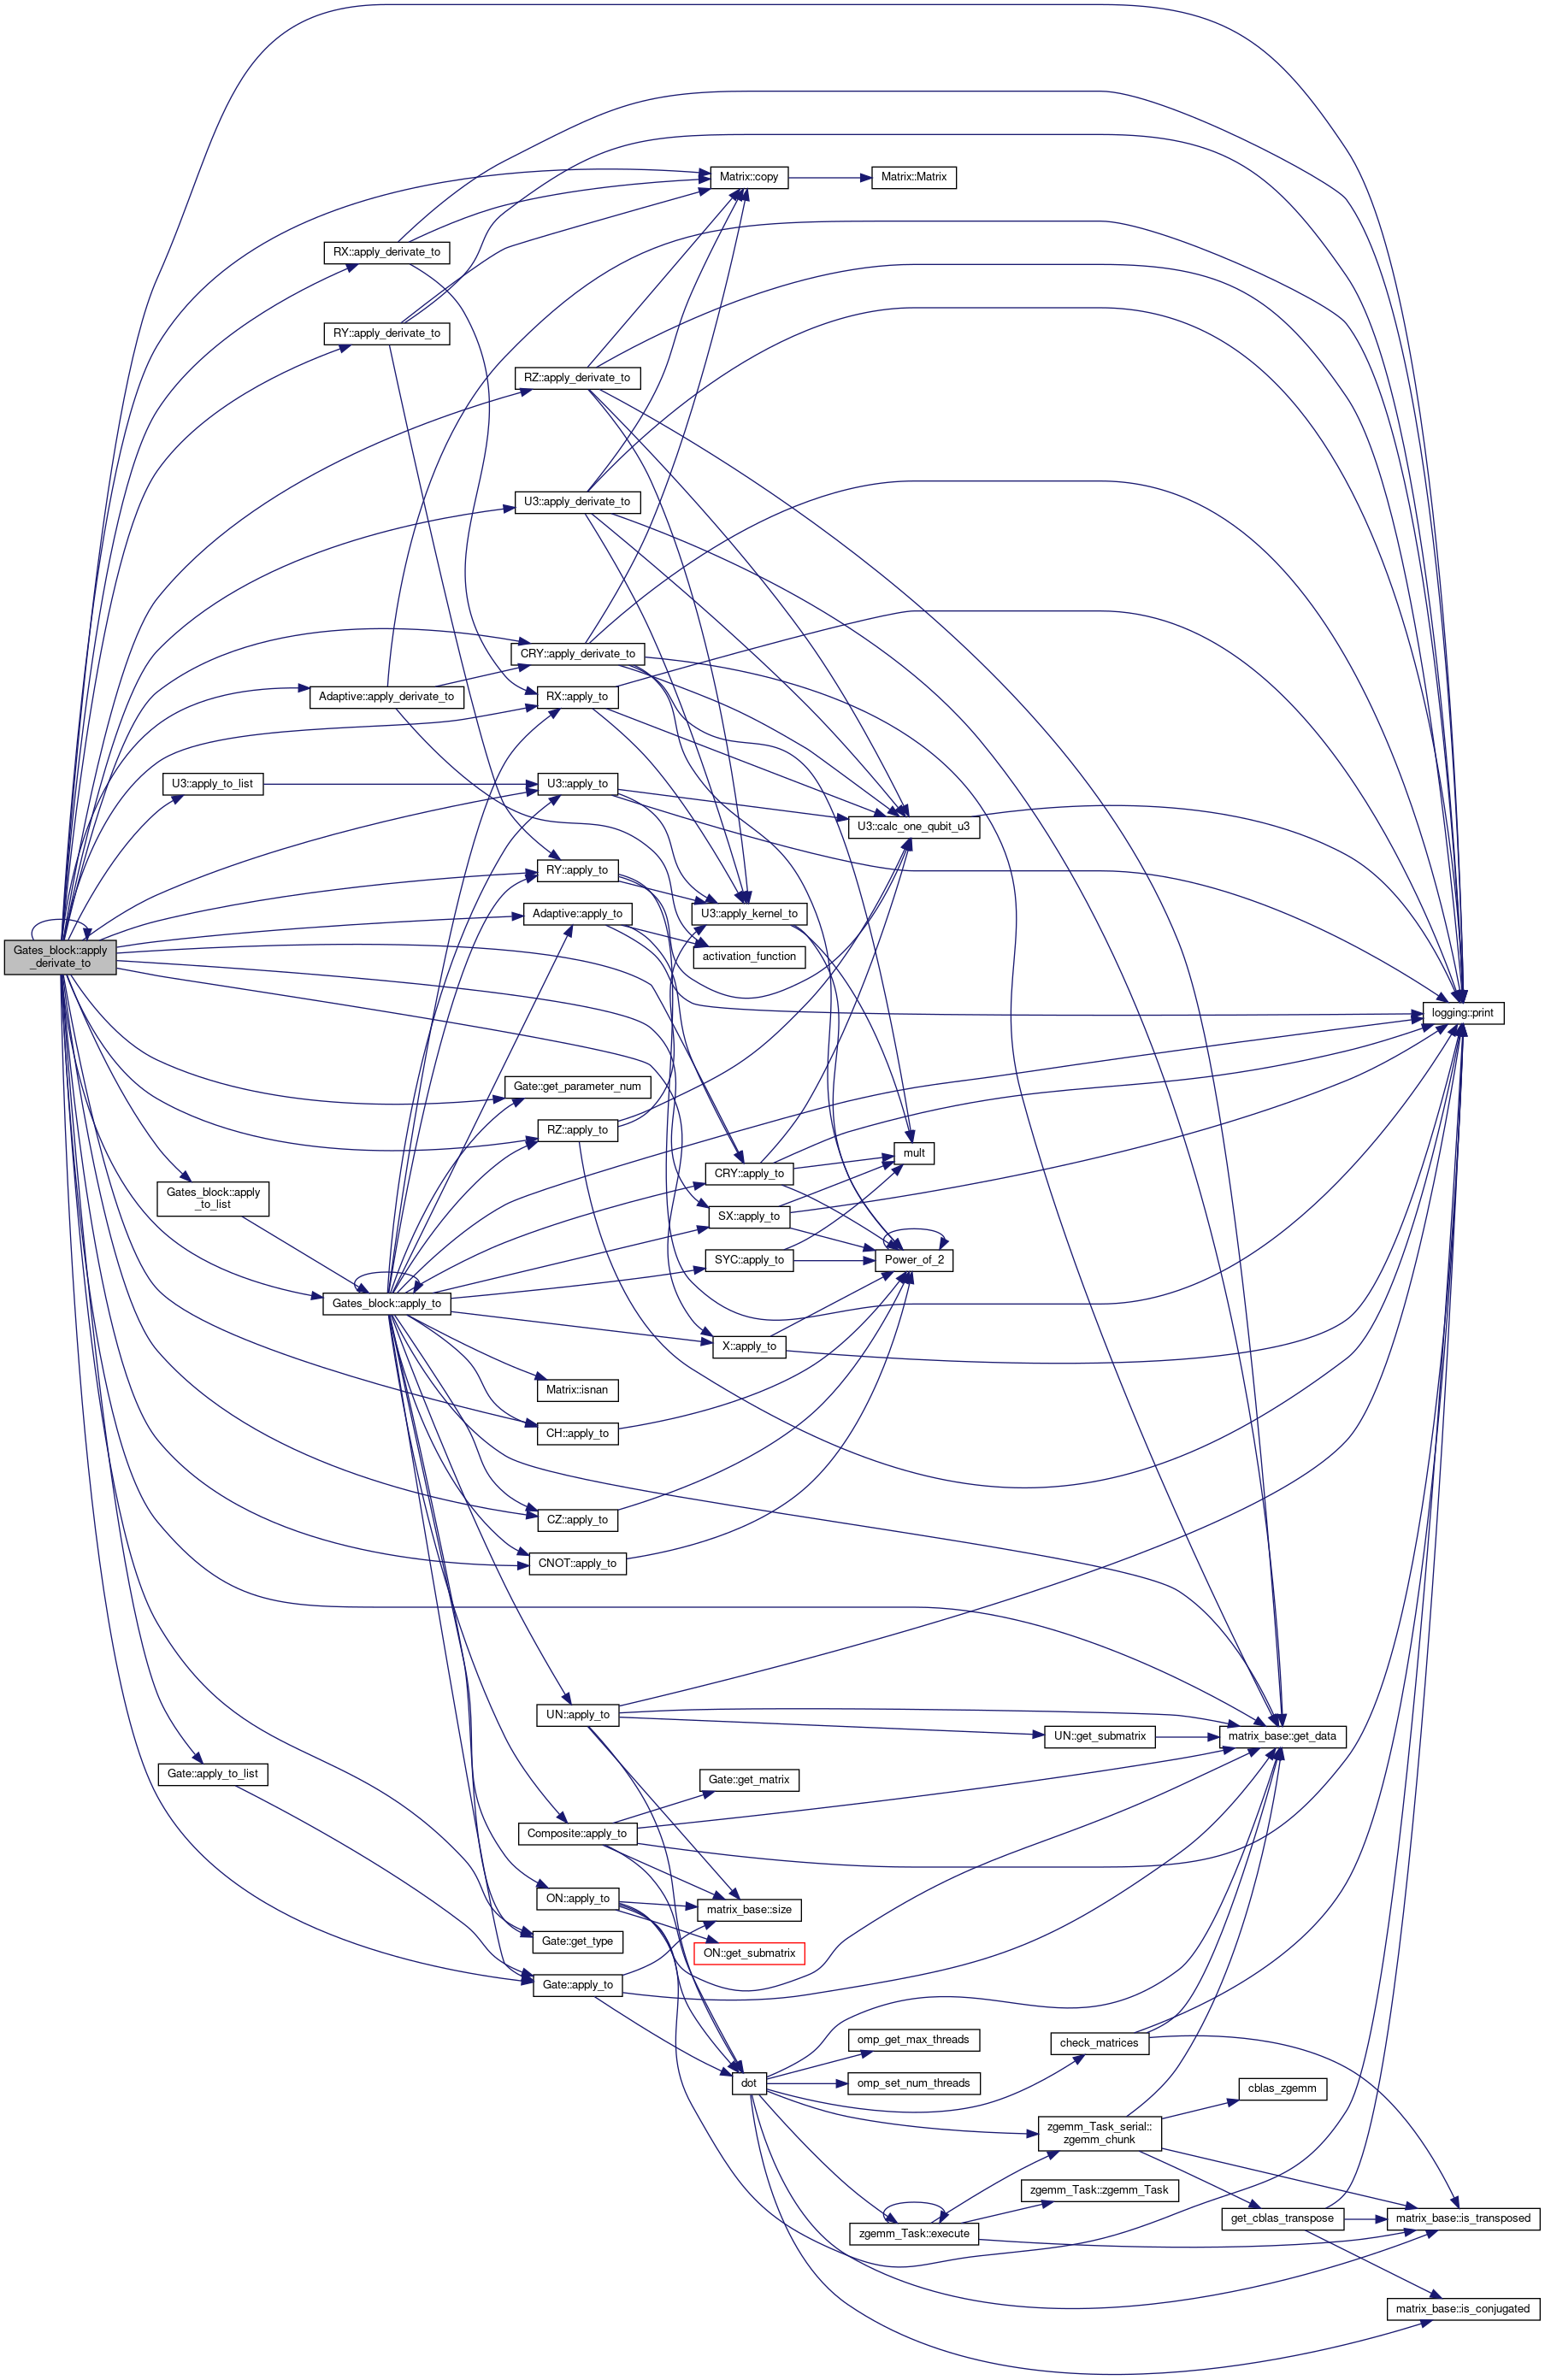 Matrix::copy
Matrix::Matrix
RX::apply_derivate_to
RY::apply_derivate_to
RZ::apply_derivate_to
U3::apply_derivate_to
CRY::apply_derivate_to
Adaptive::apply_derivate_to
RX::apply_to
U3::apply_to_list
U3::apply_to
U3::calc_one_qubit_u3
RY::apply_to
Adaptive::apply_to
U3::apply_kernel_to
Gates_block::apply
_derivate_to
activation_function
logging::print
Gate::get_parameter_num
RZ::apply_to
mult
CRY::apply_to
Gates_block::apply
_to_list
SX::apply_to
SYC::apply_to
Power_of_2
Gates_block::apply_to
X::apply_to
Matrix::isnan
CH::apply_to
CZ::apply_to
CNOT::apply_to
UN::apply_to
UN::get_submatrix
matrix_base::get_data
Gate::apply_to_list
Gate::get_matrix
Composite::apply_to
ON::apply_to
matrix_base::size
Gate::get_type
ON::get_submatrix
Gate::apply_to
omp_get_max_threads
check_matrices
dot
omp_set_num_threads
cblas_zgemm
zgemm_Task_serial::
zgemm_chunk
zgemm_Task::zgemm_Task
zgemm_Task::execute
get_cblas_transpose
matrix_base::is_transposed
matrix_base::is_conjugated